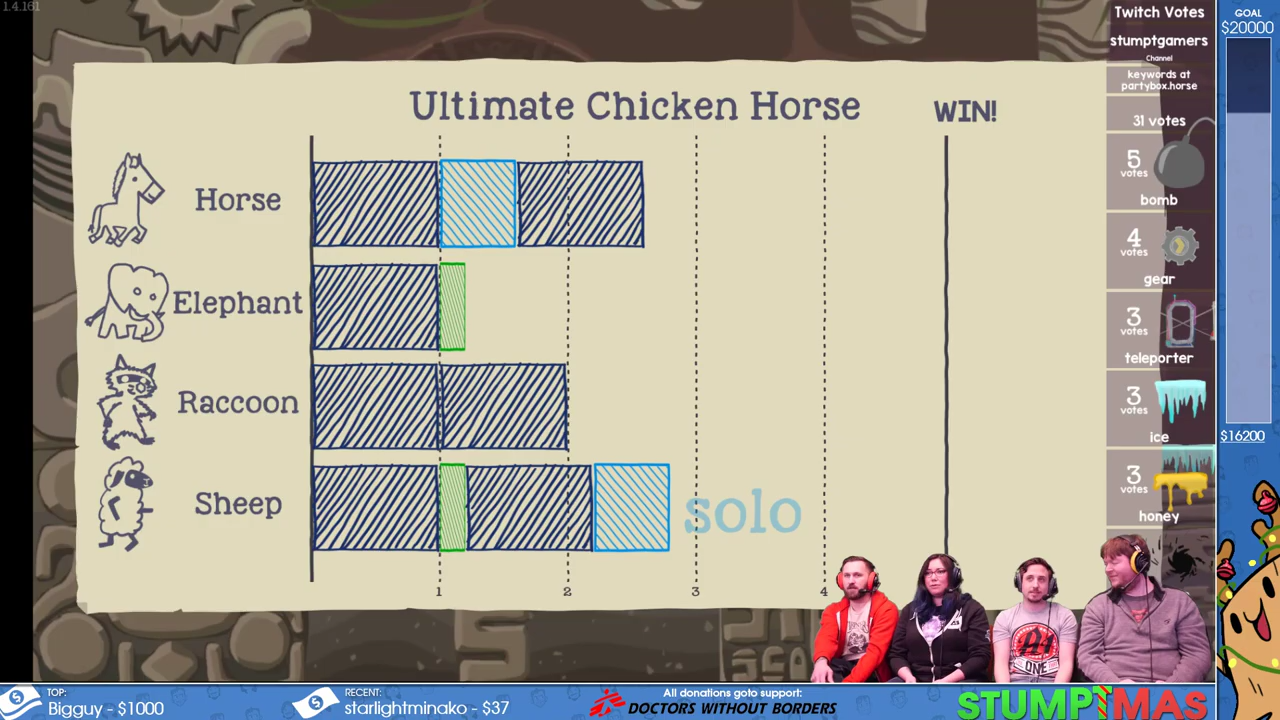 1.4.161
Ultimate Chicken Horse
WIN!
Horse
Elephant
Raccoon
Sheep
solo
1 2 3 4
Twitch Votes
stumptgamers
Channel
keywords at
partybox.horse
31 votes
5
votes
bomb
4
votes
gear
3
votes
teleporter
3
votes
ice
3
votes
honey
GOAL
$20000
$16200
TOP:
Bigguy - $1000
RECENT:
starlightminako - $37
All donations goto support:
DOCTORS WITHOUT BORDERS
STUMPTMAS